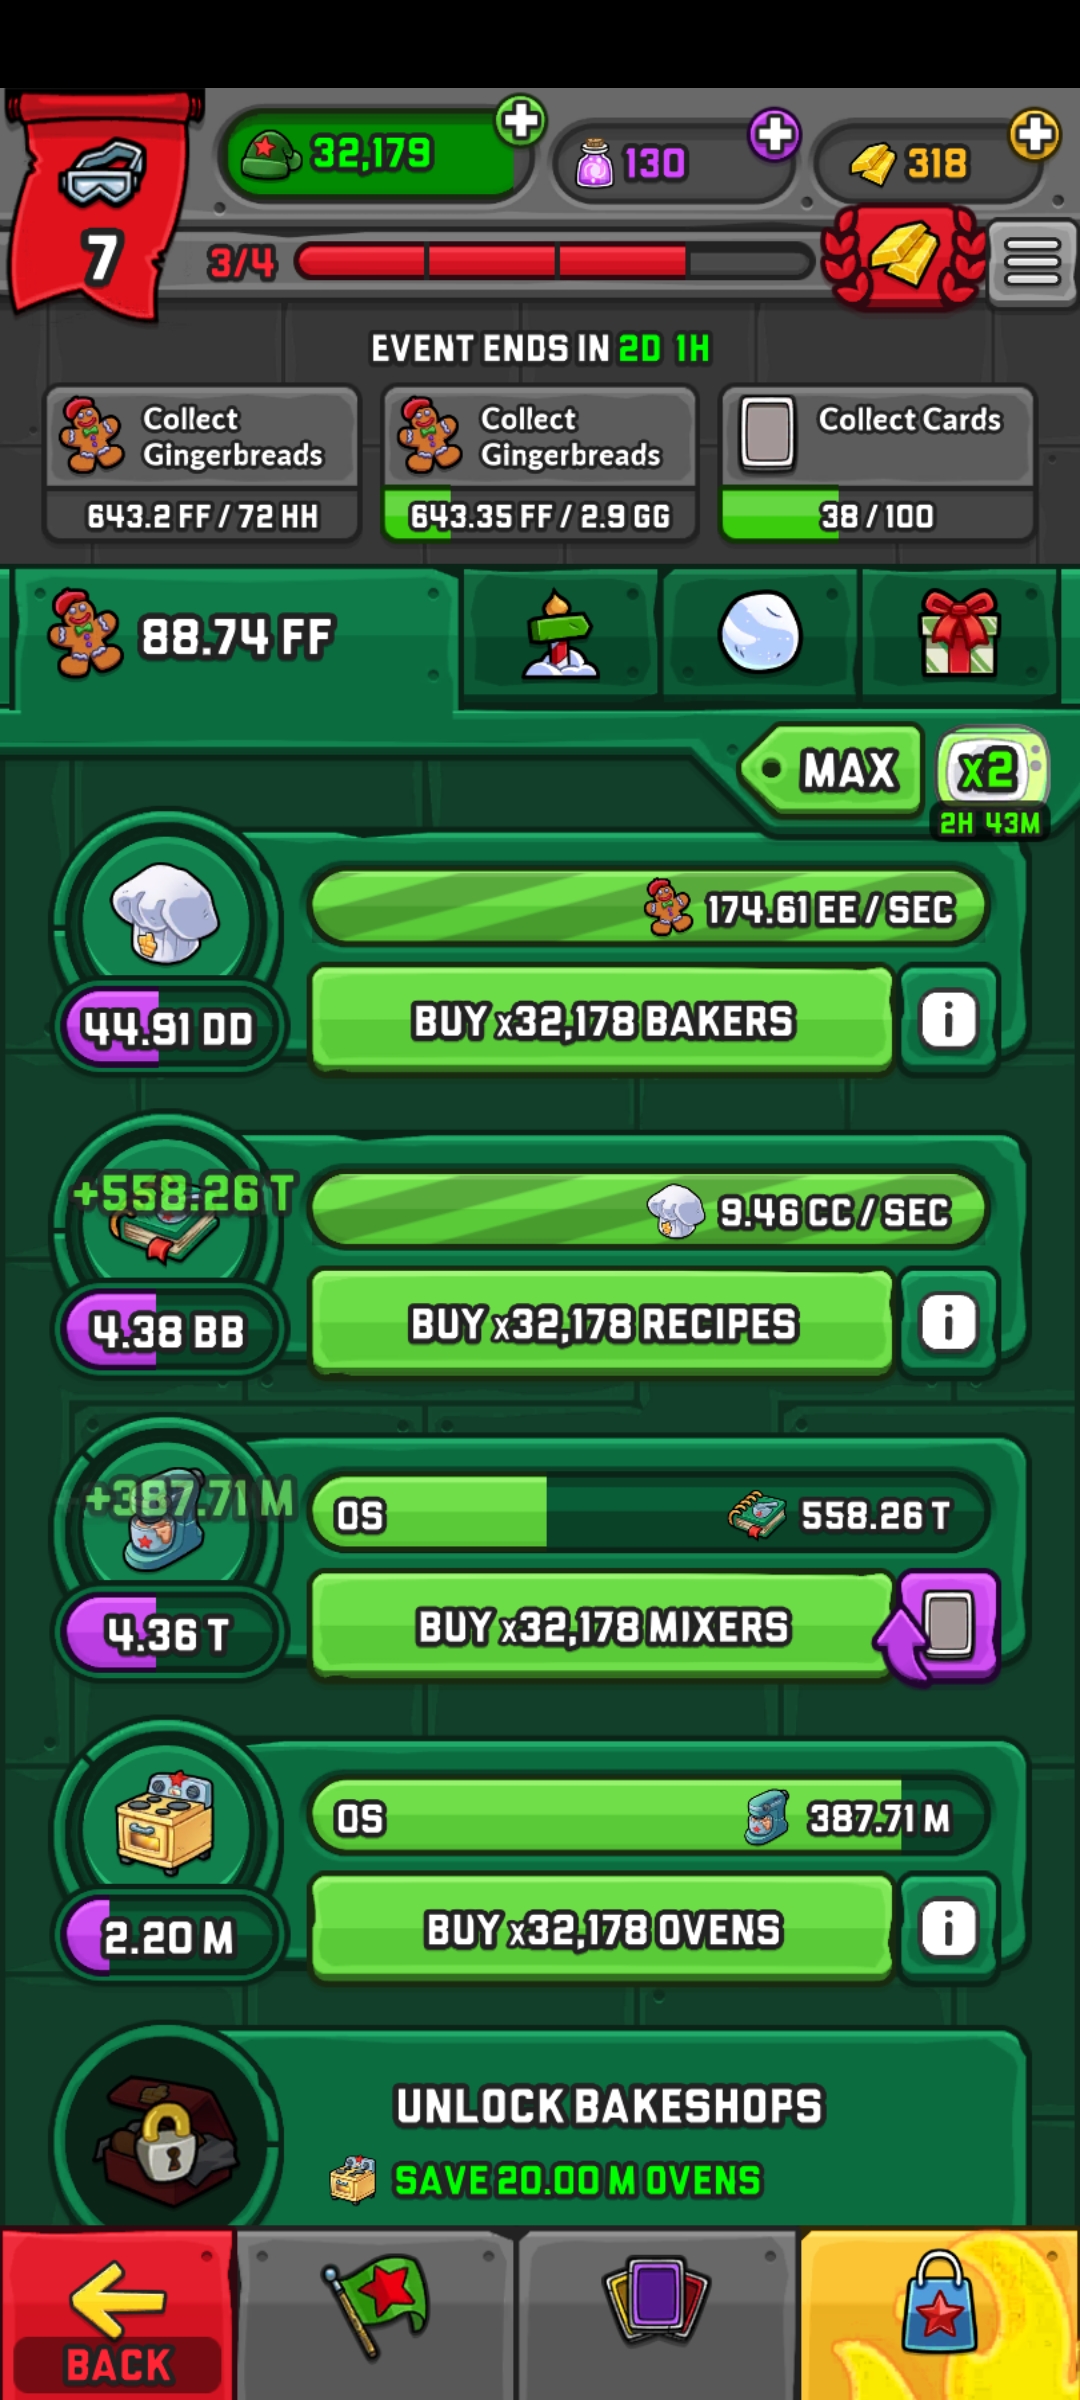 32,179
130
318
7
3/4
EVENT ENDS IN 2D 1H
Collect
Gingerbreads
643.2 FF / 72 HH
Collect
Gingerbreads
643.35 FF / 2.9 GG
Collect Cards
38 / 100
88.74 FF
MAX
x2
2H 43M
174.61 EE / SEC
44.91 DD
BUY x32,178 BAKERS
i
+558.26 T
9.46 CC / SEC
4.38 BB
BUY x32,178 RECIPES
i
+387.71 M
0S
558.26 T
4.36 T
BUY x32,178 MIXERS
0S
387.71 M
2.20 M
BUY x32,178 OVENS
i
UNLOCK BAKESHOPS
SAVE 20.00 M OVENS
BACK